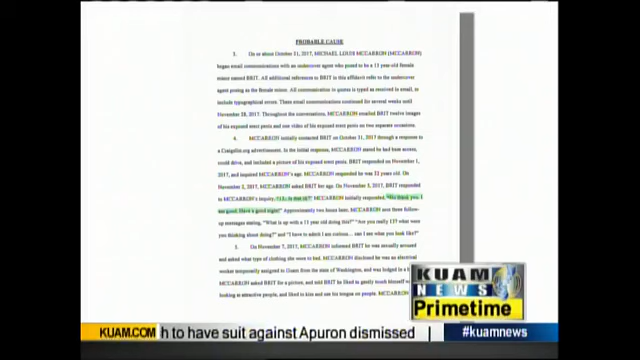 PROBABLE CAUSE
3. On or about October 31, 2017, MICHAEL LOUIS MCCARRON (MCCARRON)
began email communications with an undercover agent who posed to be a 13 year-old female
minor named BRIT. All additional references to BRIT in this affidavit refer to the undercover
agent posing as the female minor. All communication in quotes is typed as received in email, to
include typographical errors. These email communications continued for several weeks until
November 28, 2017. Throughout the conversations, MCCARRON emailed BRIT twelve images
of his exposed erect penis and one video of his exposed erect penis on two separate occasions.
4. MCCARRON initially contacted BRIT on October 31, 2017 through a response to
a Craigslist.org advertisement. In the initial response, MCCARRON stated he had base access,
could drive, and included a picture of his exposed erect penis. BRIT responded on November 1,
2017, and inquired MCCARRON's age. MCCARRON responded he was 32 years old. On
November 2, 2017, MCCARRON asked BRIT her age. On November 3, 2017, BRIT responded
to MCCARRON's inquiry, "13. Is that ok?" MCCARRON initially responded, "No thank you. I
am good. Have a good night!" Approximately two hours later, MCCARRON sent three follow-
up messages stating, "What is up with a 13 year old doing this?" "Are you really 13? what were
you thinking about doing?" and "I have to admit I am curious... can I see what you look like?"
On November 7, 2017, MCCARRON informed BRIT he was sexually aroused
and asked what type of clothing she wore to bed. MCCARRON disclosed he was an electrical
worker temporarily assigned to Guam from the state of Washington, and was lodged in a
MCCARRON asked BRIT for a picture, and told BRIT he liked to gently touch himself
looking at attractive people, and liked to kiss and use his tongue on people. MCCARRON
KUAM
NEWS
Primetime
KUAM.COM h to have suit against Apuron dismissed #kuamnews